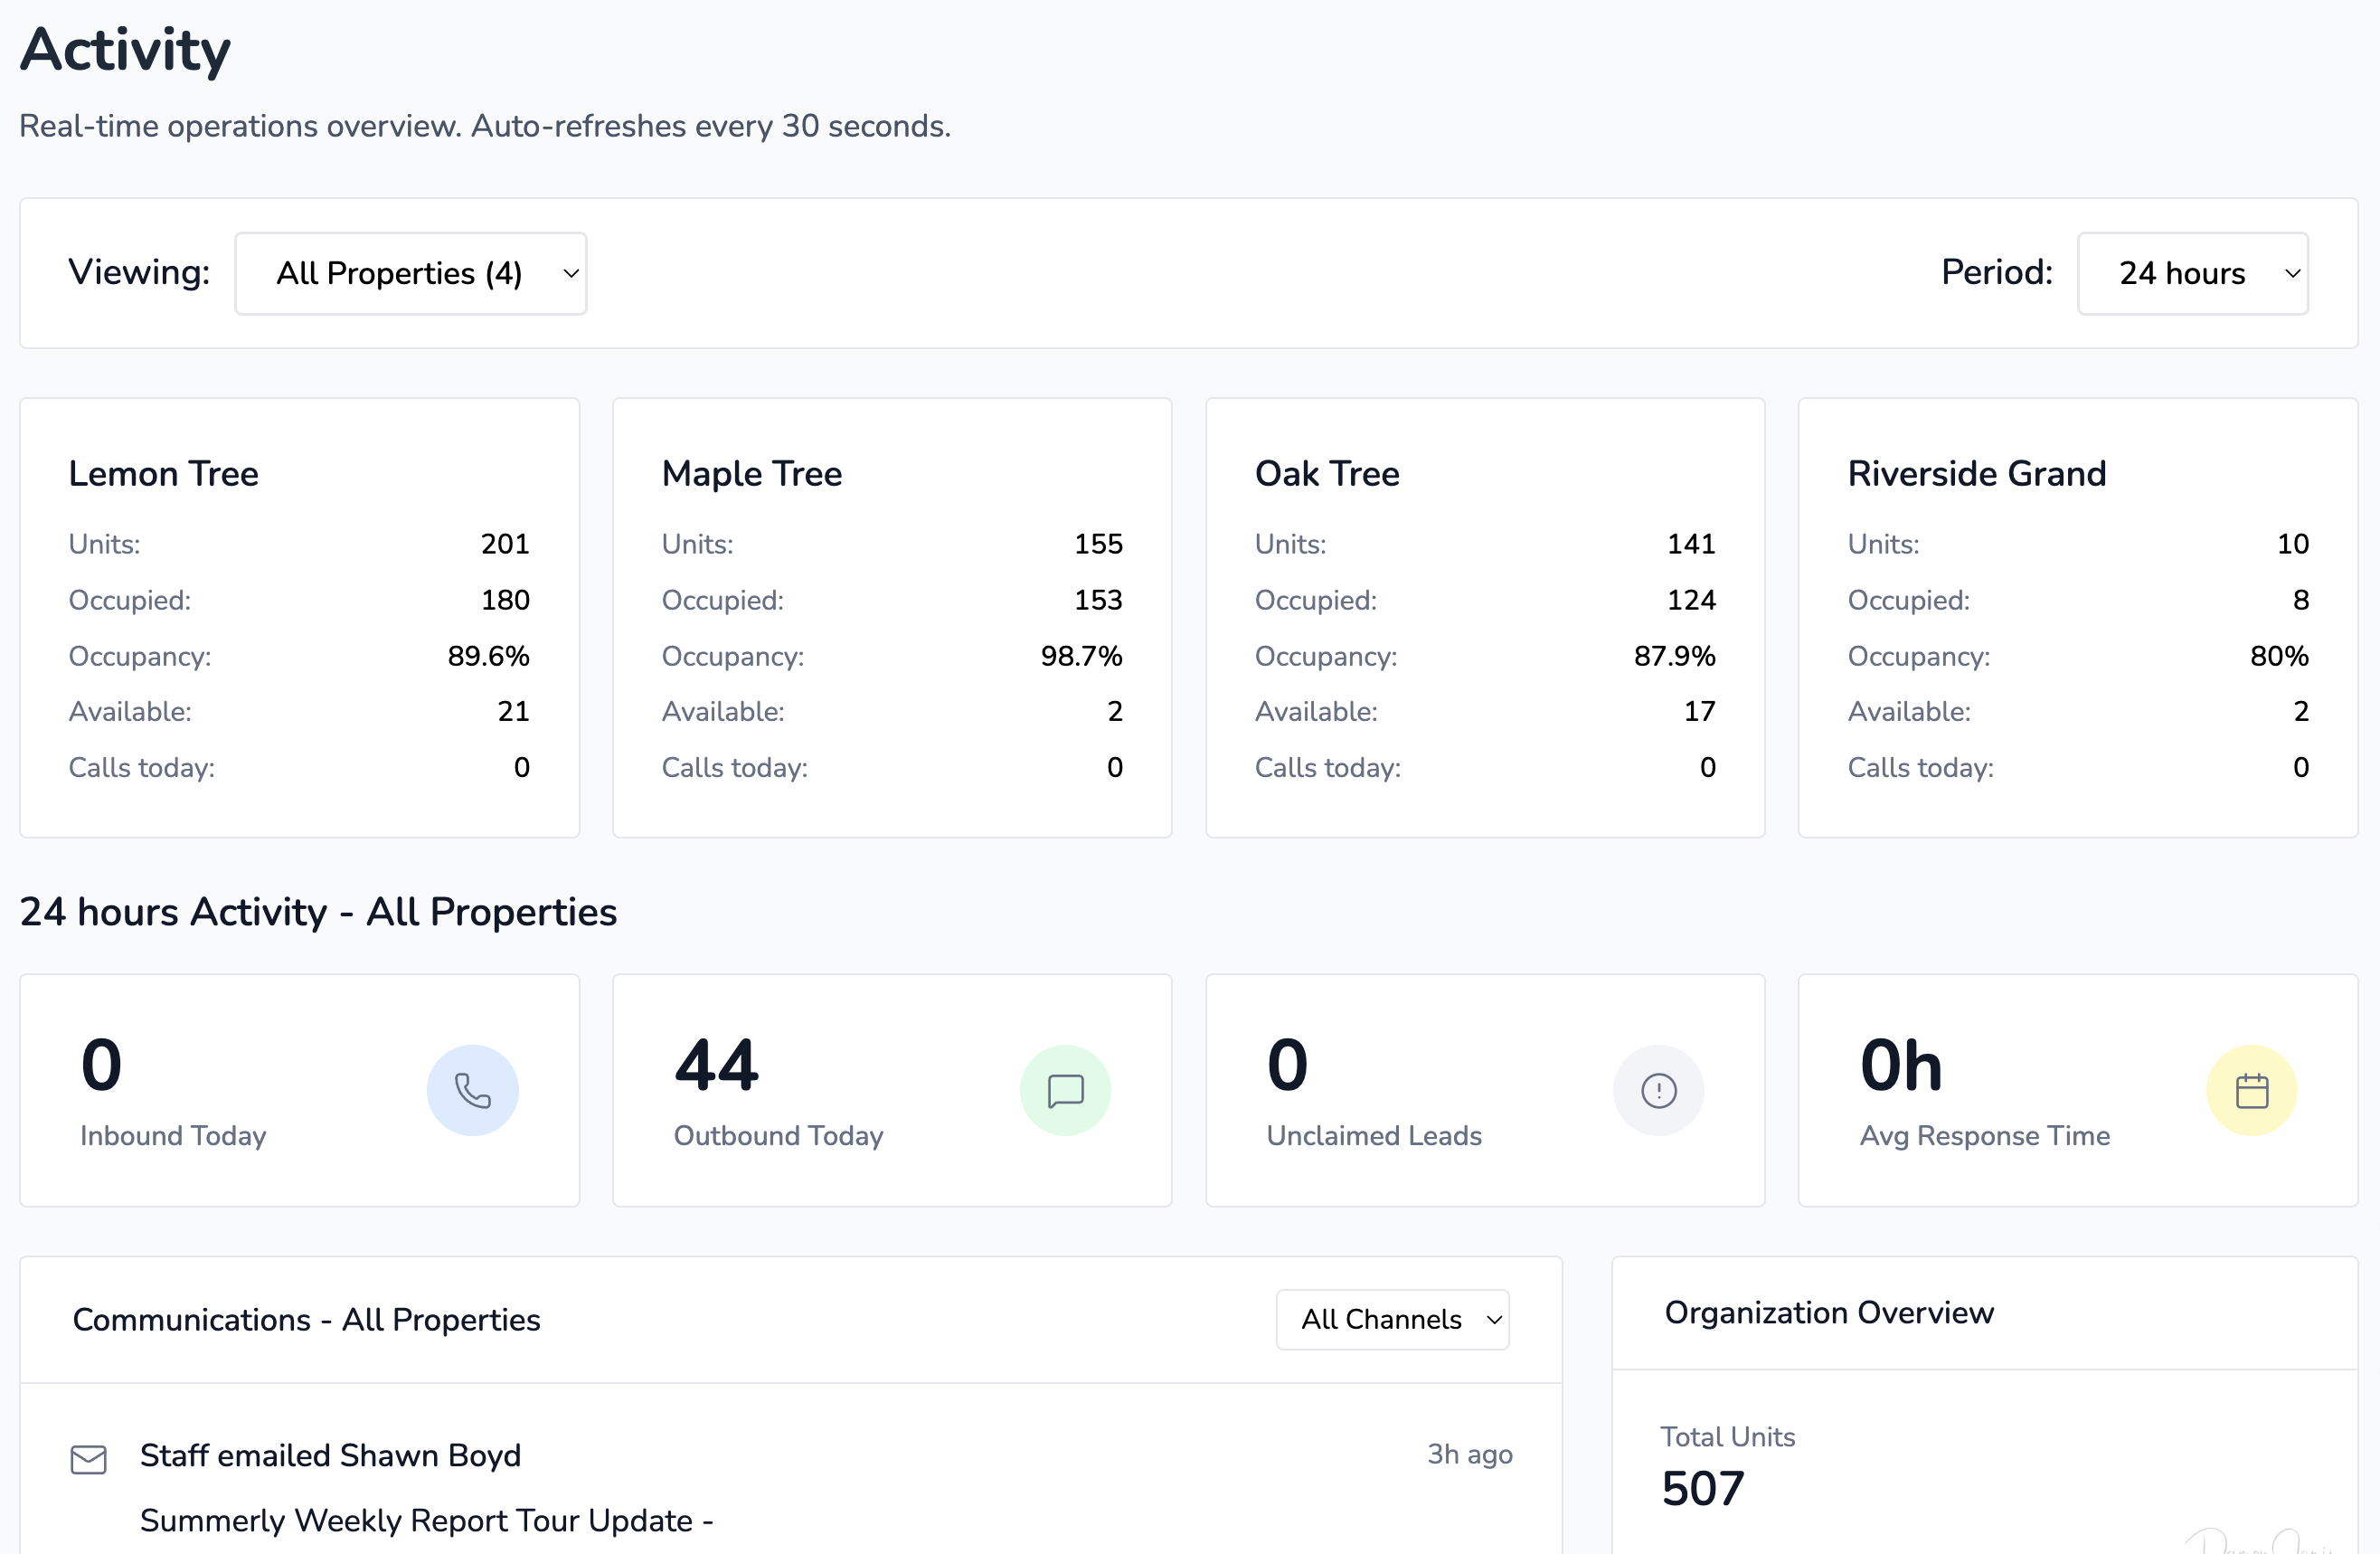 Activity
Real-time operations overview. Auto-refreshes every 30 seconds.
Viewing:
All Properties (4)
Period:
24 hours
Lemon Tree
Units: 201
Occupied: 180
Occupancy: 89.6%
Available: 21
Calls today: 0
Maple Tree
Units: 155
Occupied: 153
Occupancy: 98.7%
Available: 2
Calls today: 0
Oak Tree
Units: 141
Occupied: 124
Occupancy: 87.9%
Available: 17
Calls today: 0
Riverside Grand
Units: 10
Occupied: 8
Occupancy: 80%
Available: 2
Calls today: 0
24 hours Activity - All Properties
0
Inbound Today
44
Outbound Today
0
Unclaimed Leads
0h
Avg Response Time
Communications - All Properties
All Channels
Staff emailed Shawn Boyd
3h ago
Summerly Weekly Report Tour Update -
Organization Overview
Total Units
507